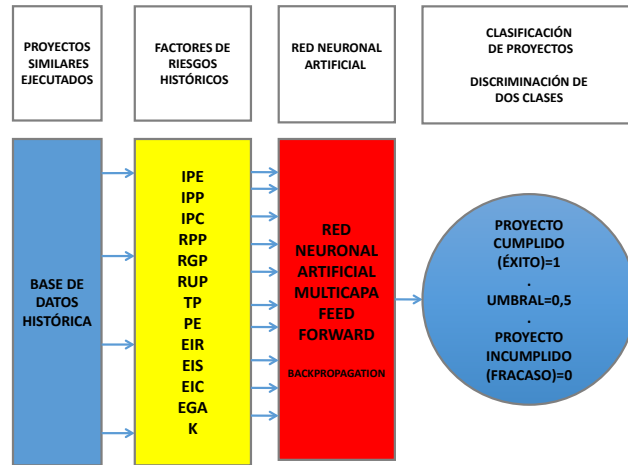 PROYECTOS
SIMILARES
EJECUTADOS
FACTORES DE
RIESGOS
HISTÓRICOS
RED NEURONAL
ARTIFICIAL
CLASIFICACIÓN
DE PROYECTOS
DISCRIMINACIÓN DE
DOS CLASES
BASE DE
DATOS
HISTÓRICA
IPE
IPP
IPC
RPP
RGP
RUP
TP
PE
EIR
EIS
EIC
EGA
K
RED
NEURONAL
ARTIFICIAL
MULTICAPA
FEED
FORWARD
BACKPROPAGATION
PROYECTO
CUMPLIDO
(ÉXITO)=1
.
UMBRAL=0,5
.
PROYECTO
INCUMPLIDO
(FRACASO)=0